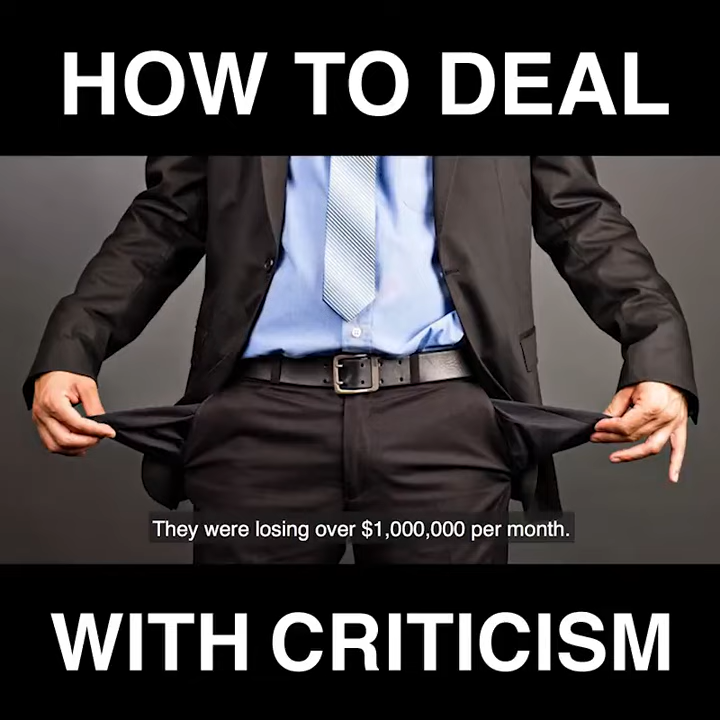 HOW TO DEAL
They were losing over $1,000,000 per month.
WITH CRITICISM